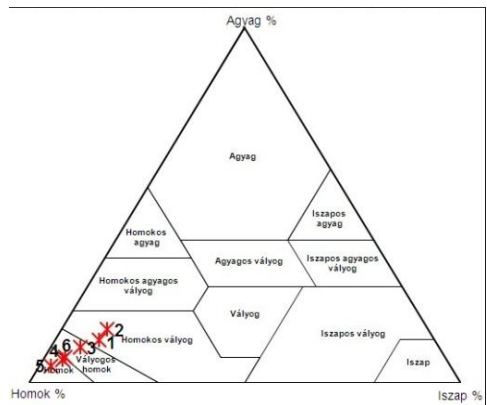 Agyag %
Agyag
Iszapos
agyag
Homokos
agyag
Agyagos vályog
Iszapos agyagos
vályog
Homokos agyagos
vályog
Vályog
2
1
Homokos vályog
Iszapos vályog
6
3
4
Vályogos
homok
5
Homok
Iszap
Homok %
Iszap %